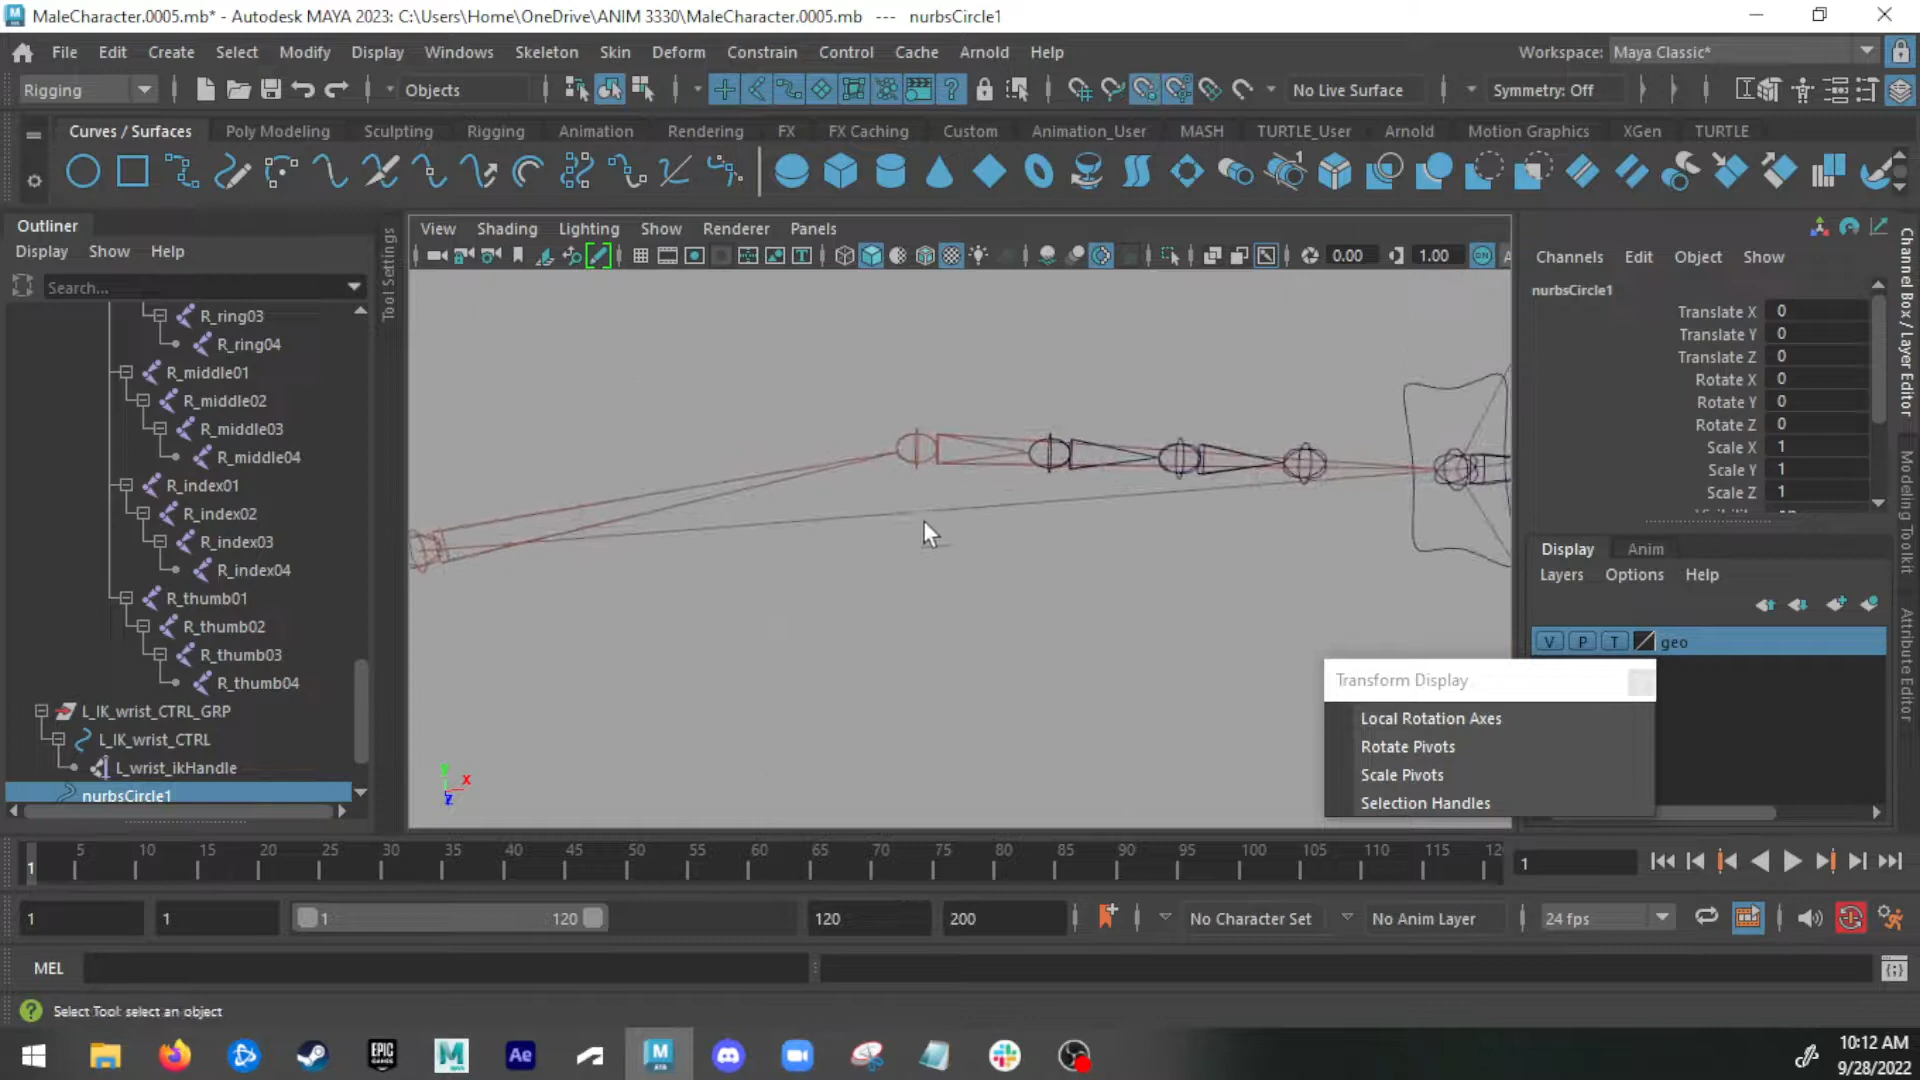 MaleCharacter.0005.mb* - Autodesk MAYA 2023: C:\Users\Home\OneDrive\ANIM 3330\MaleCharacter.0005.mb --- nurbsCircle1
File Edit Create Select Modify Display Windows Skeleton Skin Deform Constrain Control Cache Arnold Help Workspace: Maya Classic*
Rigging Objects No Live Surface Symmetry: Off
Curves / Surfaces Poly Modeling Sculpting Rigging Animation Rendering FX FX Caching Custom Animation_User MASH TURTLE_User Arnold Motion Graphics XGen TURTLE
Outliner
Display Show Help
Search...
R_ring03
R_ring04
R_middle01
R_middle02
R_middle03
R_middle04
R_index01
R_index02
R_index03
R_index04
R_thumb01
R_thumb02
R_thumb03
R_thumb04
L_IK_wrist_CTRL_GRP
L_IK_wrist_CTRL
L_wrist_ikHandle
nurbsCircle1
Tool Settings
View Shading Lighting Show Renderer Panels
0.00 1.00 ON
Y X Z
Channels Edit Object Show
nurbsCircle1
Translate X 0
Translate Y 0
Translate Z 0
Rotate X 0
Rotate Y 0
Rotate Z 0
Scale X 1
Scale Y 1
Scale Z 1
Display Anim
Layers Options Help
V P T geo
Transform Display
Local Rotation Axes
Rotate Pivots
Scale Pivots
Selection Handles
Channel Box / Layer Editor
Modeling Toolkit
Attribute Editor
5 10 15 20 25 30 35 40 45 50 55 60 65 70 75 80 85 90 95 100 105 110 115 12
1 1
1 1 1 120 120 200 No Character Set No Anim Layer 24 fps
MEL
Select Tool: select an object
EPIC GAMES M Ae M
10:12 AM
9/28/2022